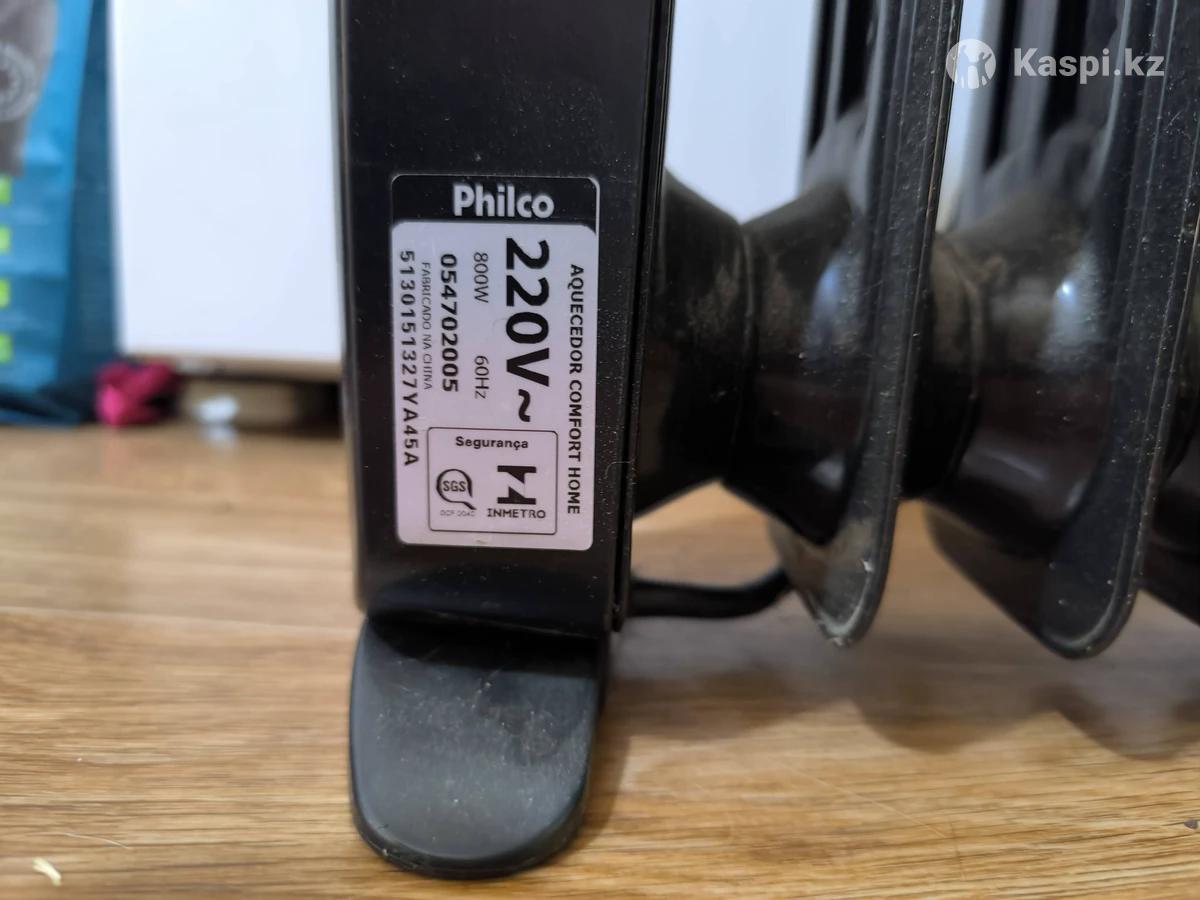 Kaspi.kz
Philco
AQUECEDOR COMFORT HOME
220V~
800W 60Hz
054702005
FABRICADO NA CHINA
5130151327YA45A
Segurança
SGS
INMETRO